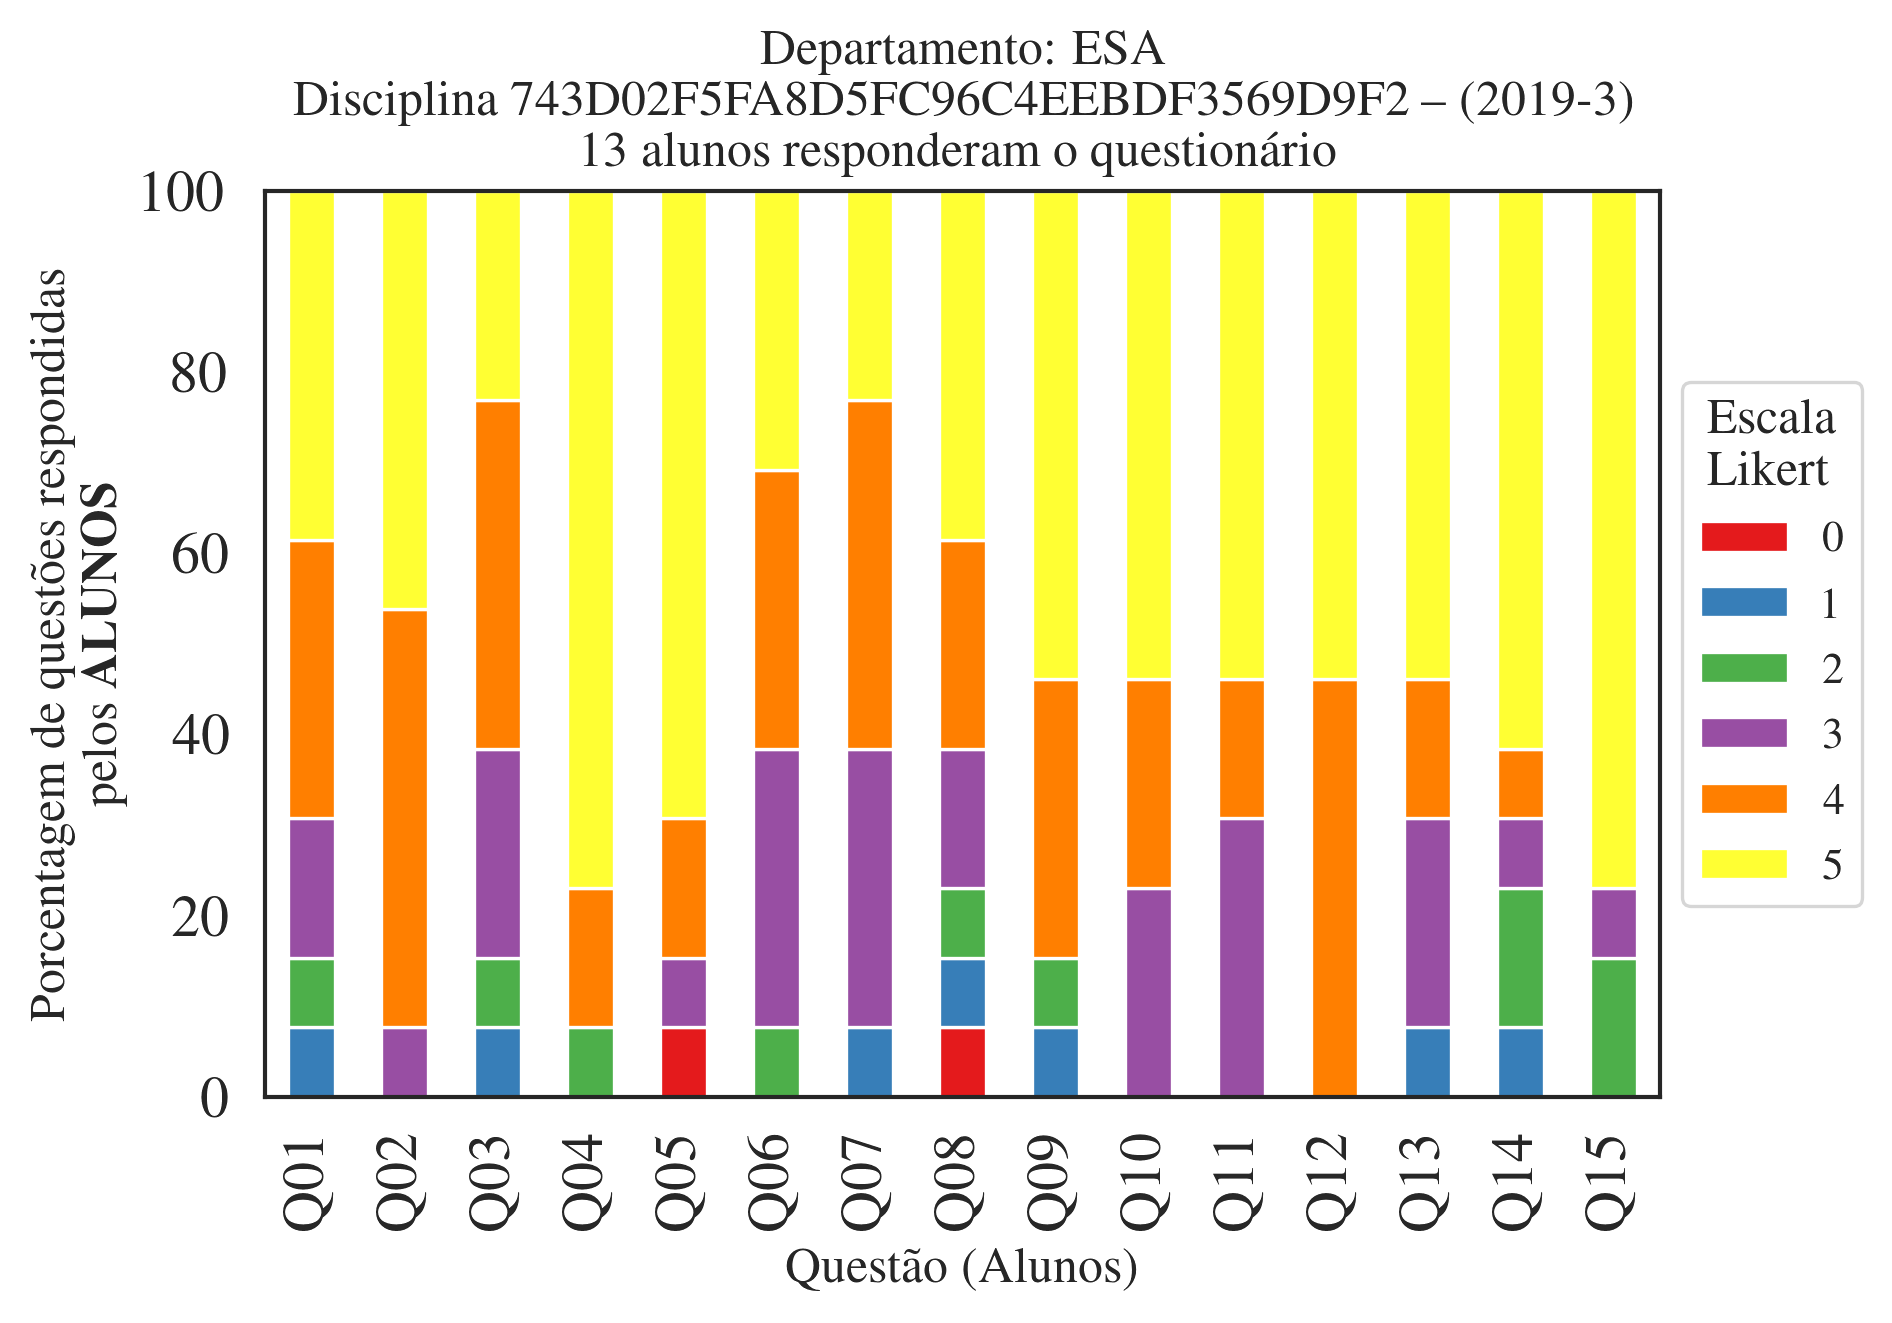 Departamento: ESA
Disciplina 743D02F5FA8D5FC96C4EEBDF3569D9F2 – (2019-3)
13 alunos responderam o questionário
Porcentagem de questões respondidas
pelos ALUNOS
100
80
60
40
20
0
Q01
Q02
Q03
Q04
Q05
Q06
Q07
Q08
Q09
Q10
Q11
Q12
Q13
Q14
Q15
Questão (Alunos)
Escala
Likert
0
1
2
3
4
5